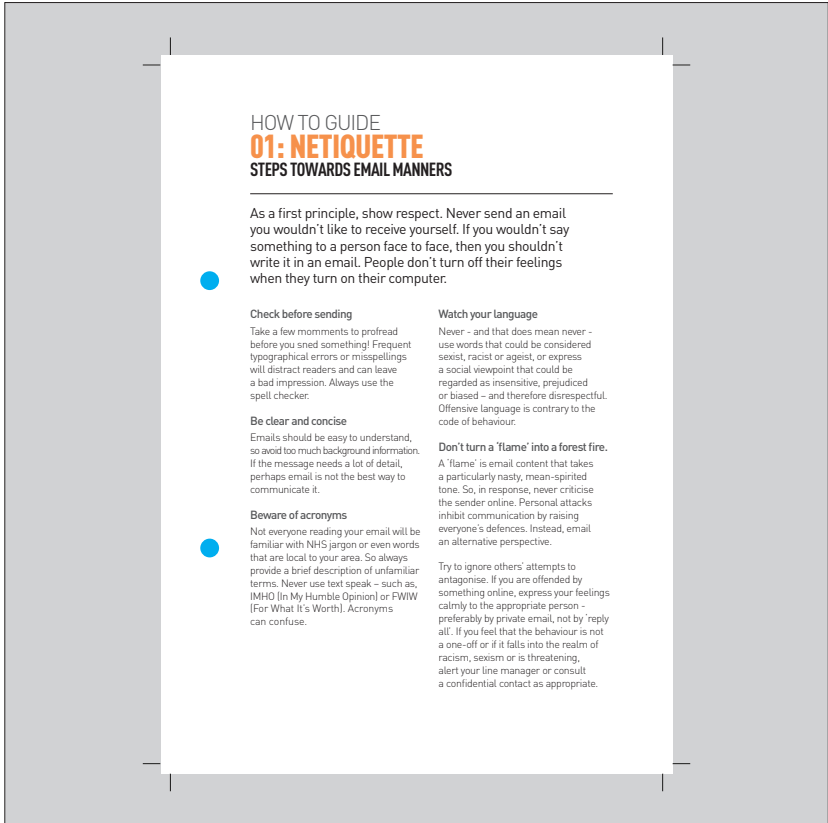 HOW TO GUIDE
01: NETIQUETTE
STEPS TOWARDS EMAIL MANNERS
As a first principle, show respect. Never send an email
you wouldn't like to receive yourself. If you wouldn't say
something to a person face to face, then you shouldn't
write it in an email. People don't turn off their feelings
when they turn on their computer.
Check before sending
Take a few momments to profread
before you sned something! Frequent
typographical errors or misspellings
will distract readers and can leave
a bad impression. Always use the
spell checker.
Be clear and concise
Emails should be easy to understand,
so avoid too much background information.
If the message needs a lot of detail,
perhaps email is not the best way to
communicate it.
Beware of acronyms
Not everyone reading your email will be
familiar with NHS jargon or even words
that are local to your area. So always
provide a brief description of unfamiliar
terms. Never use text speak – such as,
IMHO (In My Humble Opinion) or FWIW
(For What It's Worth). Acronyms
can confuse.
Watch your language
Never - and that does mean never -
use words that could be considered
sexist, racist or ageist, or express
a social viewpoint that could be
regarded as insensitive, prejudiced
or biased – and therefore disrespectful.
Offensive language is contrary to the
code of behaviour.
Don't turn a 'flame' into a forest fire.
A 'flame' is email content that takes
a particularly nasty, mean-spirited
tone. So, in response, never criticise
the sender online. Personal attacks
inhibit communication by raising
everyone's defences. Instead, email
an alternative perspective.
Try to ignore others' attempts to
antagonise. If you are offended by
something online, express your feelings
calmly to the appropriate person -
preferably by private email, not by 'reply
all'. If you feel that the behaviour is not
a one-off or if it falls into the realm of
racism, sexism or is threatening,
alert your line manager or consult
a confidential contact as appropriate.